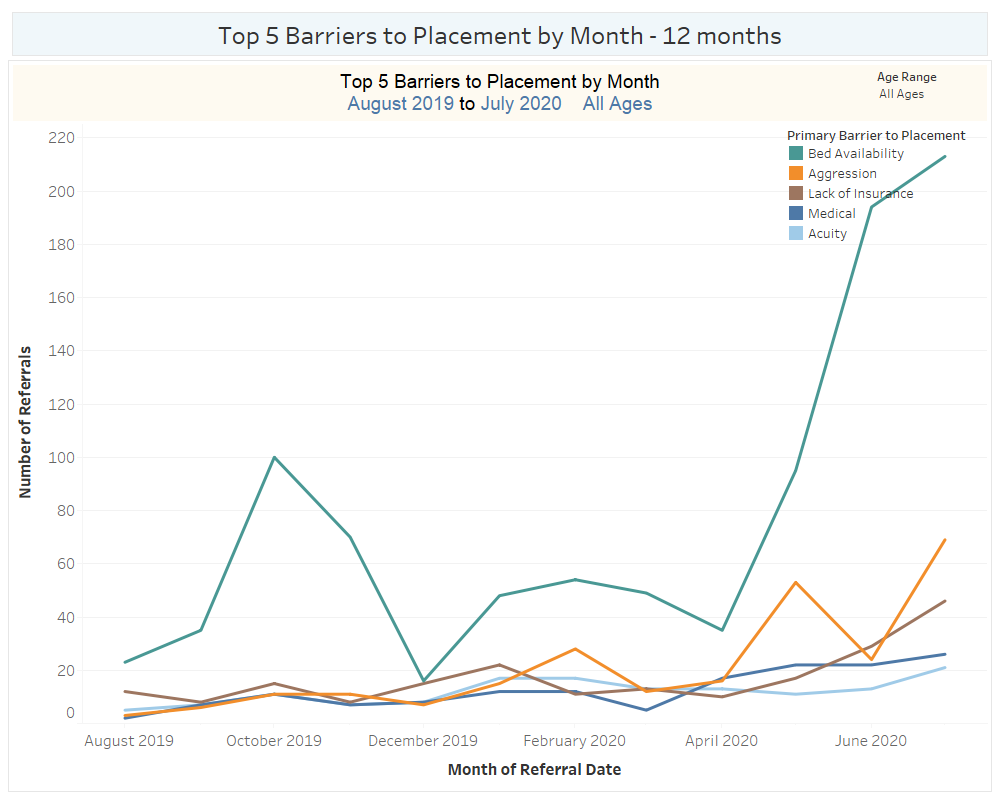 Top 5 Barriers to Placement by Month - 12 months
Top 5 Barriers to Placement by Month
August 2019 to July 2020 All Ages
Age Range
All Ages
Primary Barrier to Placement
Bed Availability
Aggression
Lack of Insurance
Medical
Acuity
Number of Referrals
220
200
180
160
140
120
100
80
60
40
20
0
August 2019 October 2019 December 2019 February 2020 April 2020 June 2020
Month of Referral Date